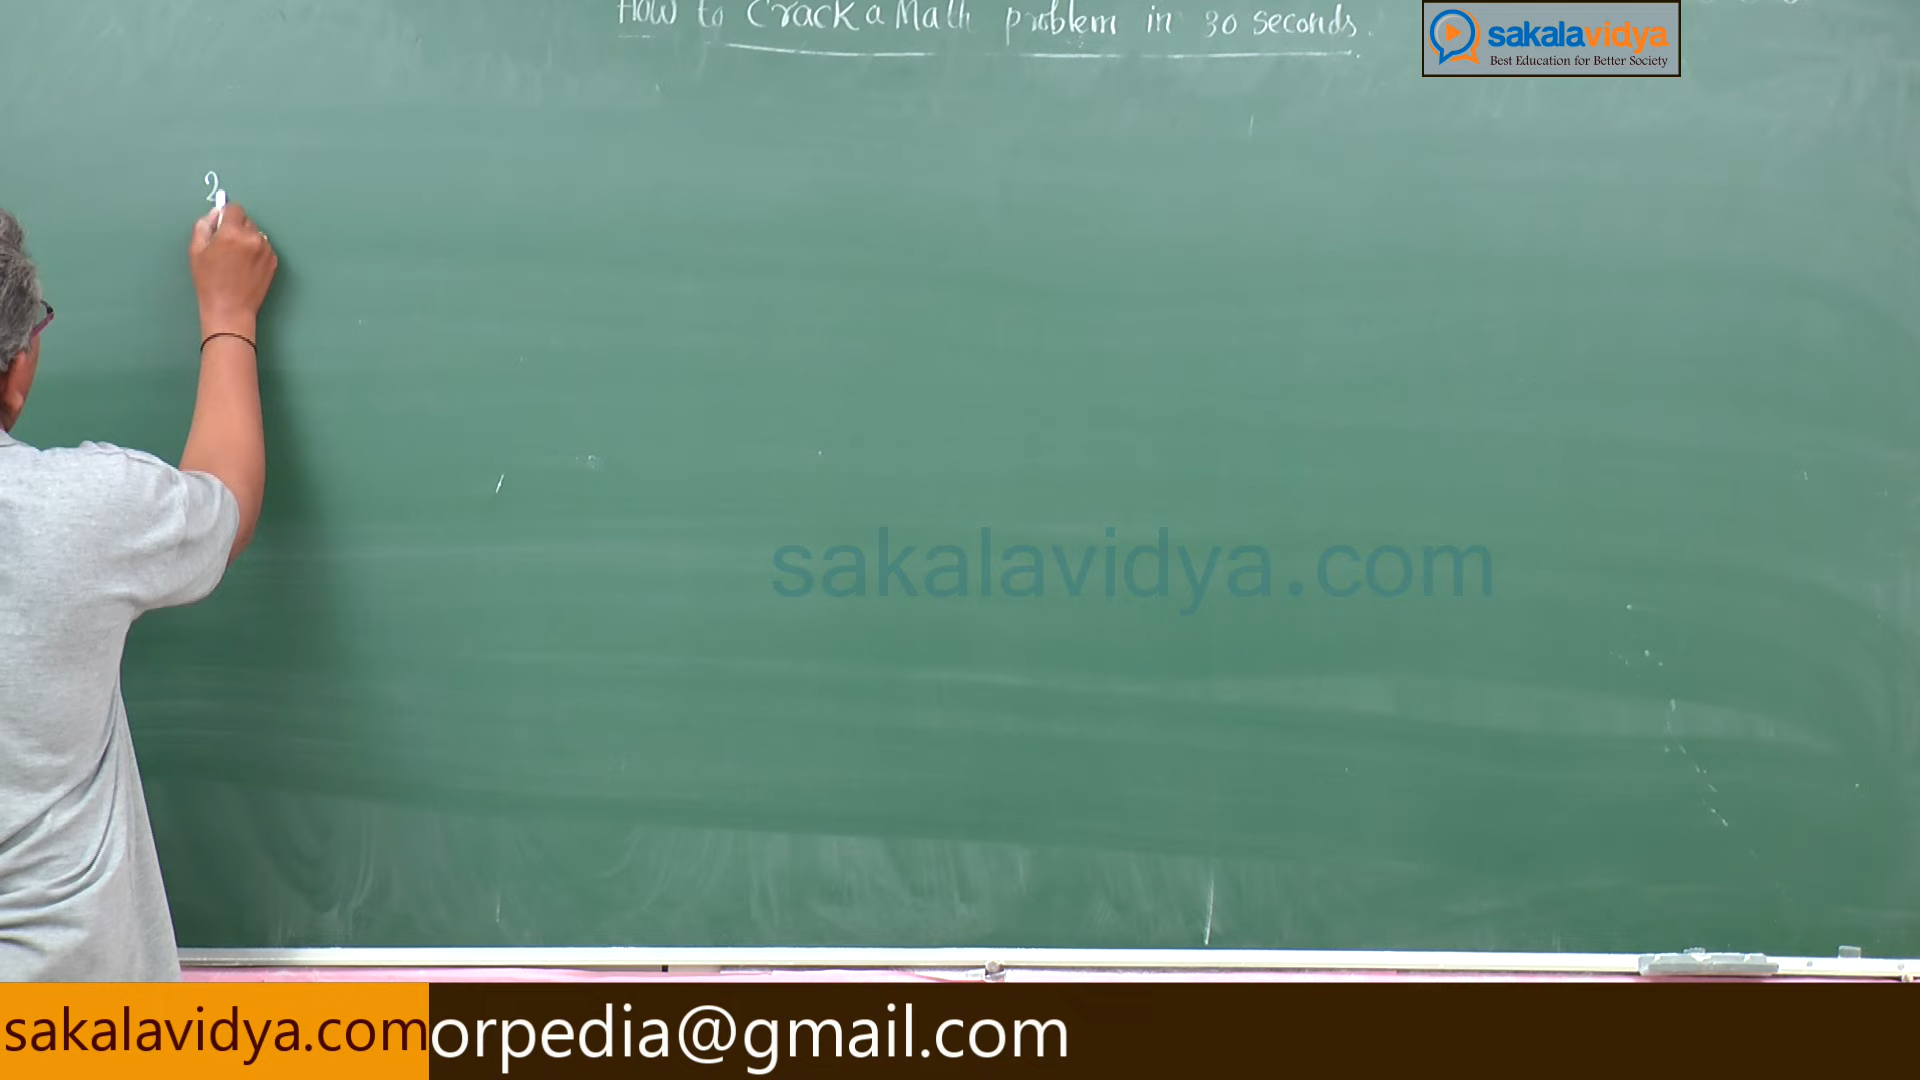 How to Crack a Math problem in 30 seconds.
sakalavidya
Best Education for Better Society
2
sakalavidya.com
sakalavidya.com orpedia@gmail.com